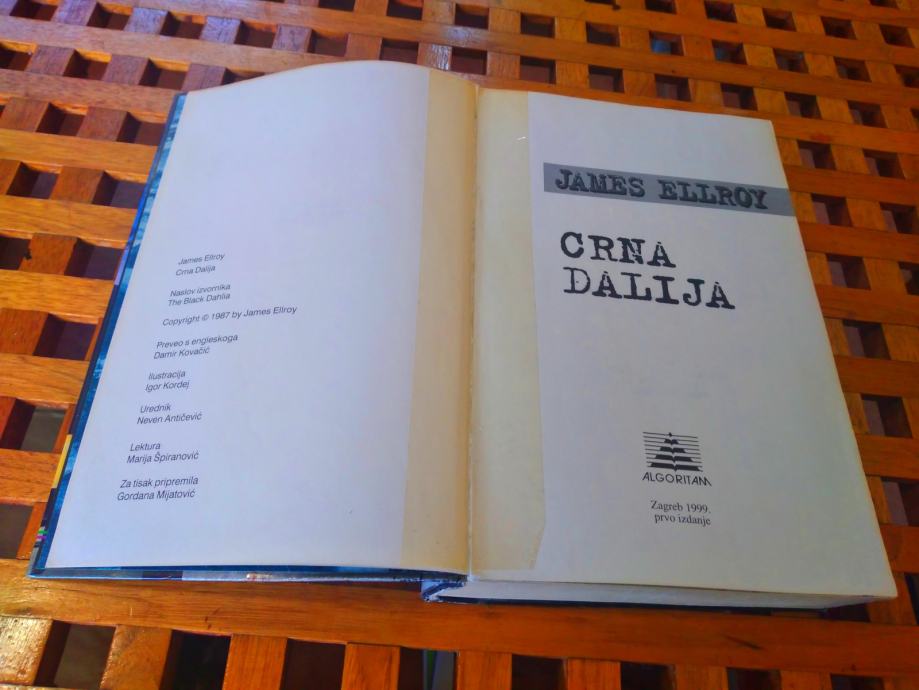 James Ellroy
Crna Dalija
Naslov izvornika
The Black Dahlia
Copyright © 1987 by James Ellroy
Preveo s engleskoga
Damir Kovačić
Ilustracija
Igor Kordej
Urednik
Neven Antičević
Lektura
Marija Špiranović
Za tisak pripremila
Gordana Mijatović
JAMES ELLROY
CRNA
DALIJA
ALGORITAM
Zagreb 1999.
prvo izdanje